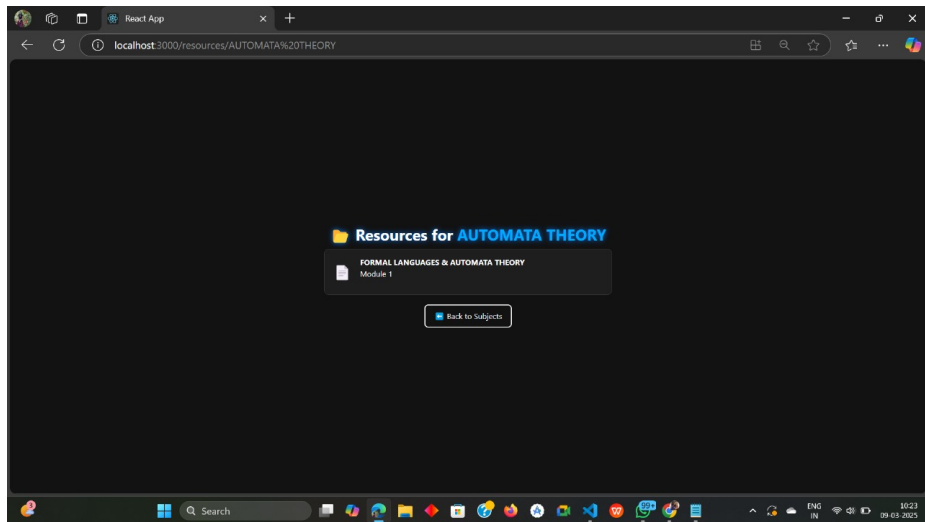 React App
localhost:3000/resources/AUTOMATA%20THEORY
Resources for AUTOMATA THEORY
FORMAL LANGUAGES & AUTOMATA THEORY
Module 1
Back to Subjects
Search
ENG
IN
10:23
09-03-2025